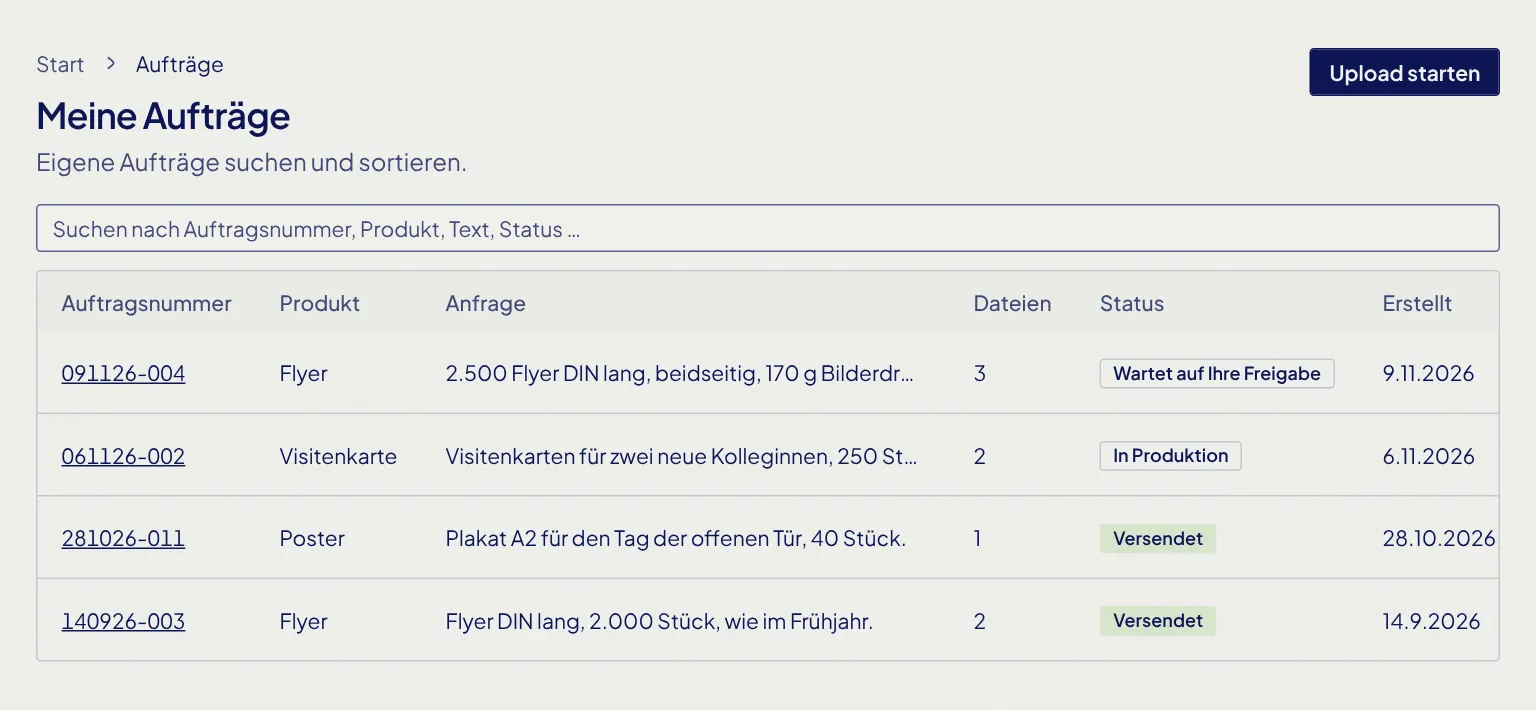 Start > Aufträge
Upload starten
Meine Aufträge
Eigene Aufträge suchen und sortieren.
Suchen nach Auftragsnummer, Produkt, Text, Status …
Auftragsnummer Produkt Anfrage Dateien Status Erstellt
091126-004 Flyer 2.500 Flyer DIN lang, beidseitig, 170 g Bilderdr… 3 Wartet auf Ihre Freigabe 9.11.2026
061126-002 Visitenkarte Visitenkarten für zwei neue Kolleginnen, 250 St… 2 In Produktion 6.11.2026
281026-011 Poster Plakat A2 für den Tag der offenen Tür, 40 Stück. 1 Versendet 28.10.2026
140926-003 Flyer Flyer DIN lang, 2.000 Stück, wie im Frühjahr. 2 Versendet 14.9.2026